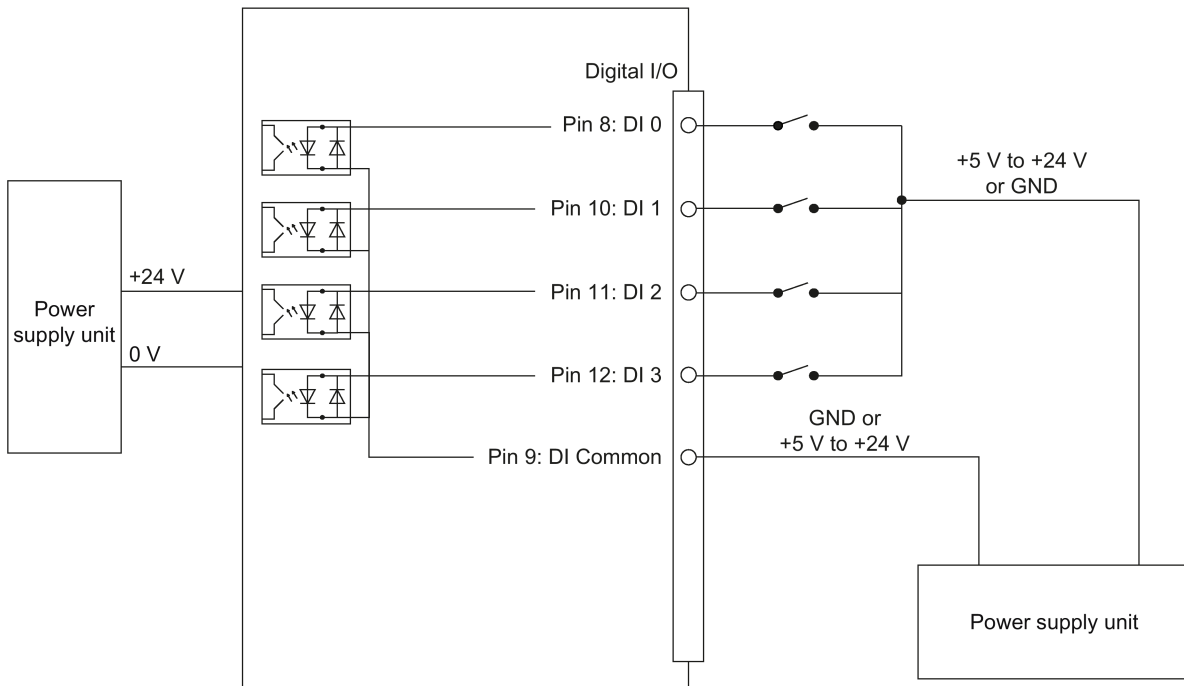 Digital I/O
Pin 8: DI 0
+5 V to +24 V
or GND
Pin 10: DI 1
+24 V
Pin 11: DI 2
Power
supply unit
0 V
Pin 12: DI 3
GND or
+5 V to +24 V
Pin 9: DI Common
Power supply unit